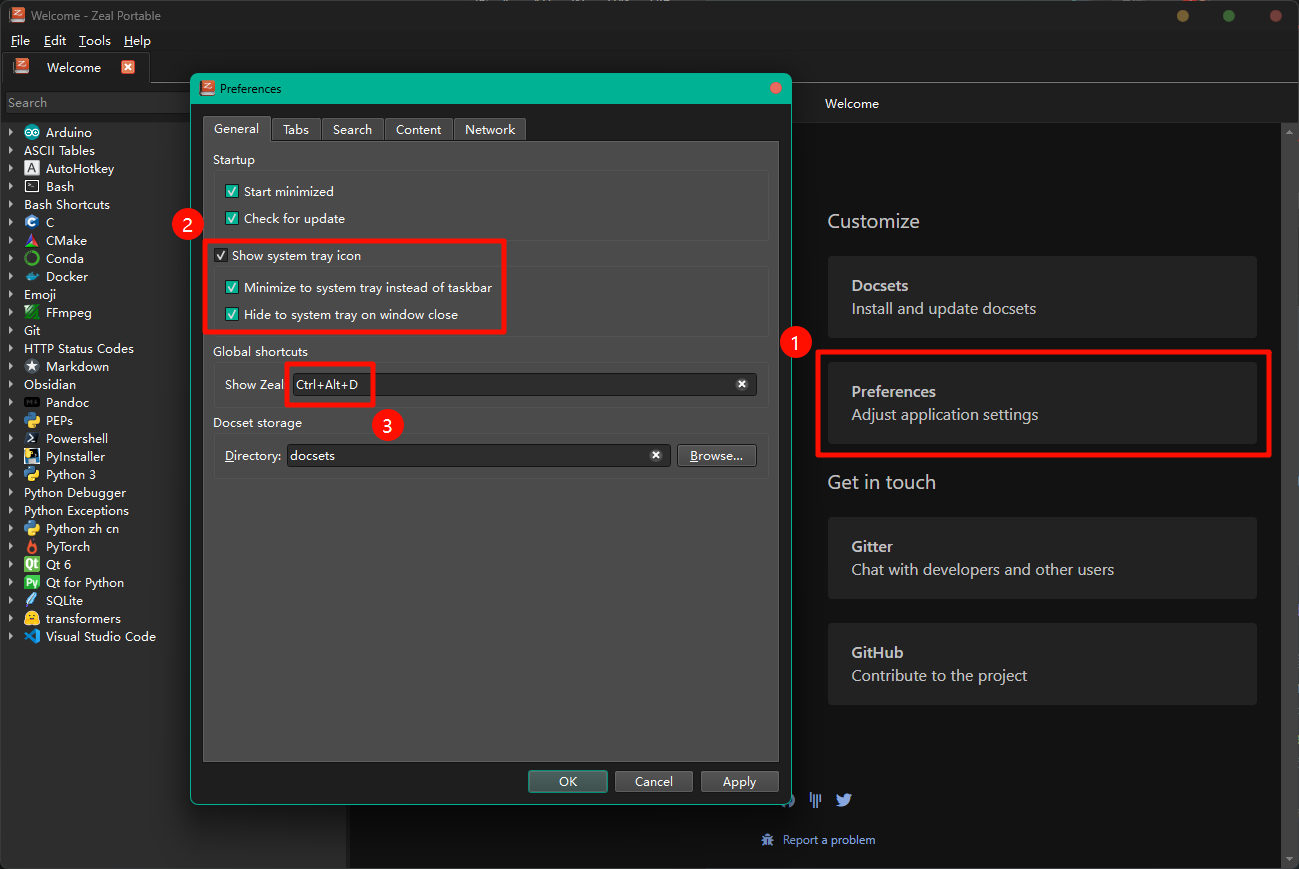 Welcome - Zeal Portable
File Edit Tools Help
Welcome
Search
Arduino
ASCII Tables
A AutoHotkey
Bash
Bash Shortcuts
C C
CMake
Conda
Docker
Emoji
FFmpeg
Git
HTTP Status Codes
Markdown
Obsidian
Pandoc
PEPs
Powershell
PyInstaller
Python 3
Python Debugger
Python Exceptions
Python zh cn
PyTorch
Qt Qt 6
Py Qt for Python
SQLite
transformers
Visual Studio Code
Preferences
General Tabs Search Content Network
Startup
Start minimized
Check for update
2
Show system tray icon
Minimize to system tray instead of taskbar
Hide to system tray on window close
Global shortcuts
Show Zeal Ctrl+Alt+D
3
Docset storage
Directory: docsets Browse...
OK Cancel Apply
Welcome
Customize
Docsets
Install and update docsets
1
Preferences
Adjust application settings
Get in touch
Gitter
Chat with developers and other users
GitHub
Contribute to the project
Report a problem